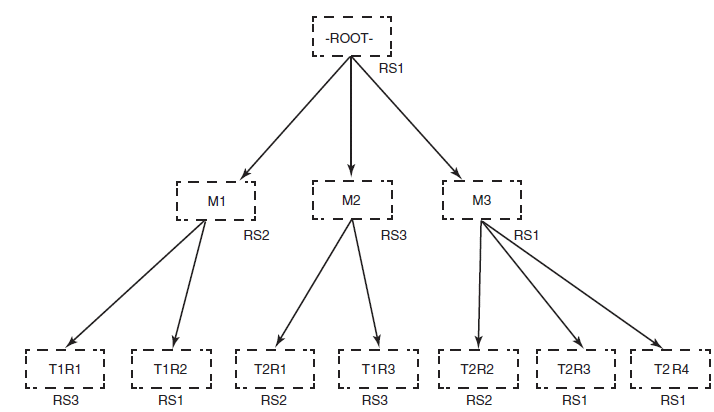 -ROOT-
RS1
M1
M2
M3
RS2
RS3
RS1
T1R1
T1R2
T2R1
T1R3
T2R2
T2R3
T2 R4
RS3
RS1
RS2
RS3
RS2
RS1
RS1